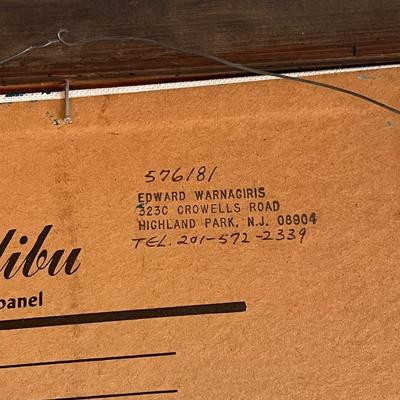 576181
EDWARD WARNAGIRIS
323C CROWELLS ROAD
HIGHLAND PARK, N.J. 08904
TEL. 201-572-2339
libu
panel